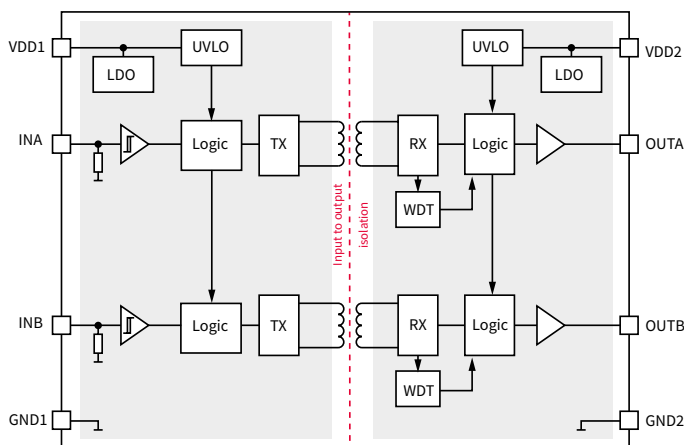 VDD1
UVLO
UVLO
VDD2
LDO
LDO
INA
Logic
TX
RX
Logic
OUTA
WDT
Input to output
isolation
INB
Logic
TX
RX
Logic
OUTB
WDT
GND1
GND2